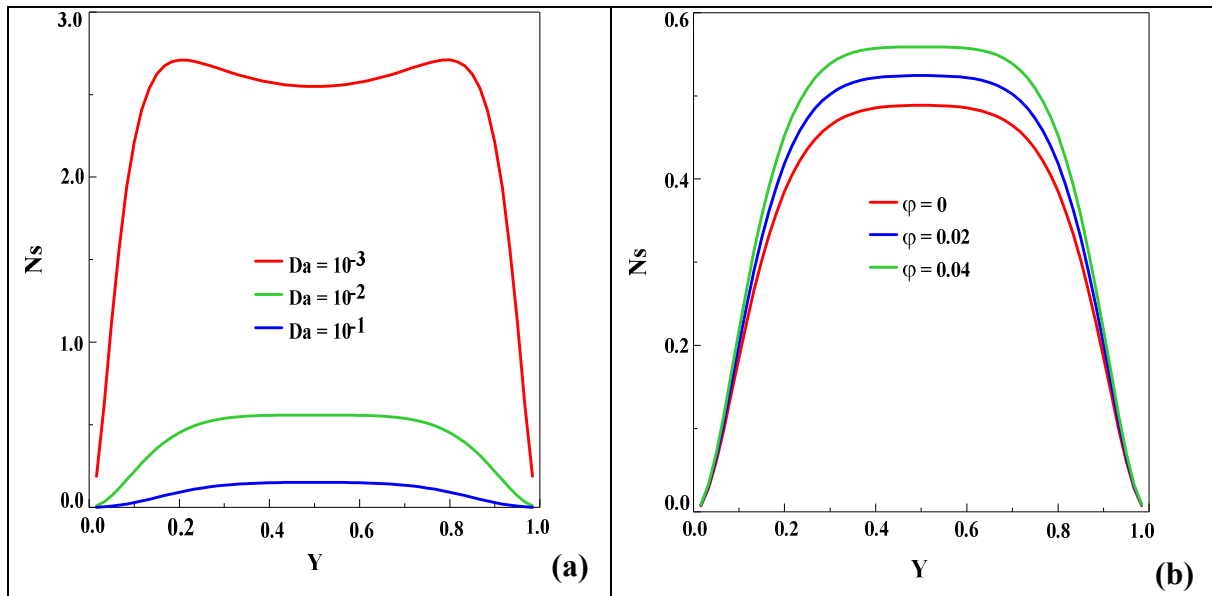 3.0
2.0
1.0
0.0
Ns
Da = 10-3
Da = 10-2
Da = 10-1
0.0 0.2 0.4 0.6 0.8 1.0
Y
(a)
0.6
0.4
0.2
0.0
Ns
φ = 0
φ = 0.02
φ = 0.04
0.0 0.2 0.4 0.6 0.8 1.0
Y
(b)